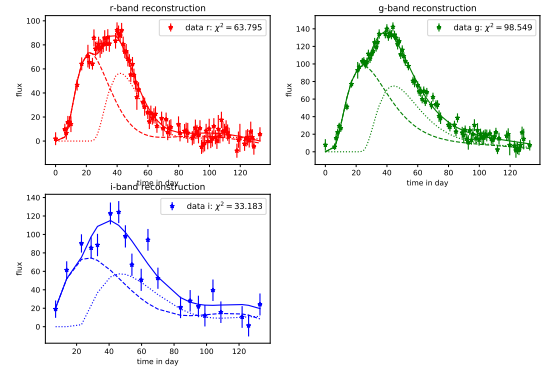 r-band reconstruction
data r: χ² = 63.795
flux
100
80
60
40
20
0
0 20 40 60 80 100 120
time in day
g-band reconstruction
data g: χ² = 98.549
flux
140
120
100
80
60
40
20
0
0 20 40 60 80 100 120
time in day
i-band reconstruction
data i: χ² = 33.183
flux
140
120
100
80
60
40
20
0
20 40 60 80 100 120
time in day